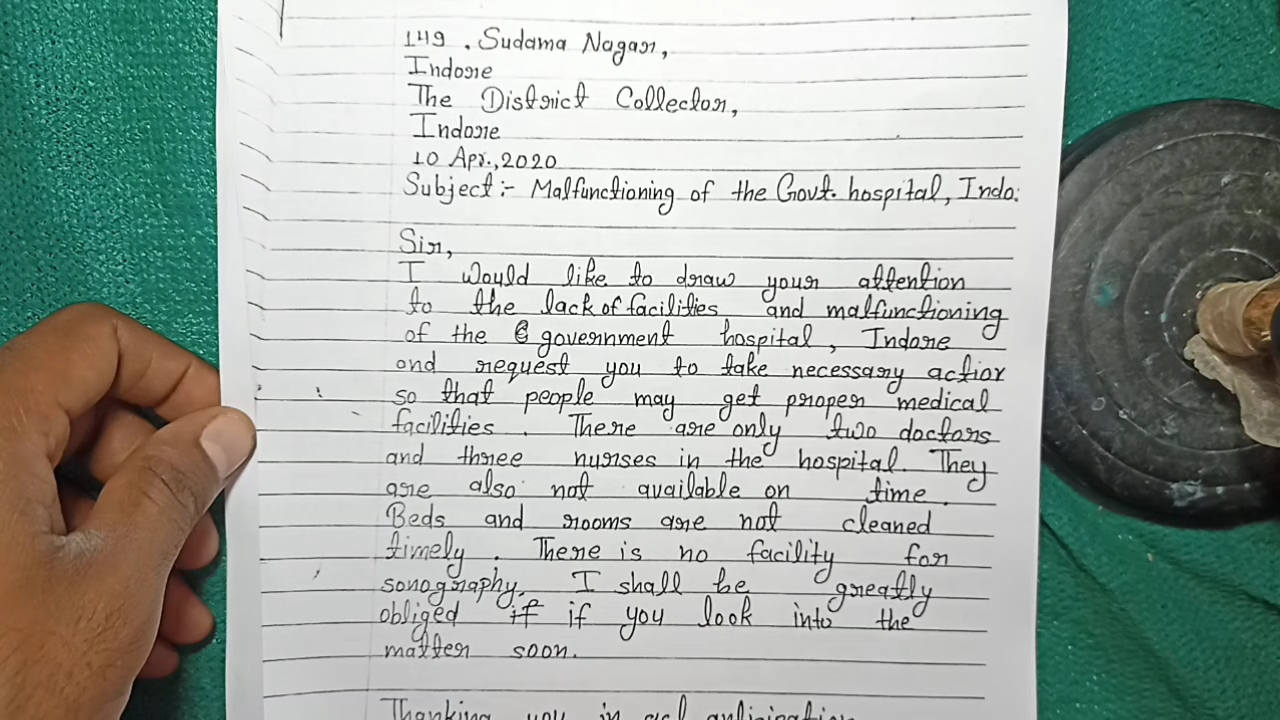 149 , Sudama Nagar,
Indore
The District Collector,
Indore
10 Apr., 2020
Subject :- Malfunctioning of the Govt. hospital, Indo.
Sir,
I would like to draw your attention
to the lack of facilities and malfunctioning
of the government hospital, Indore
and request you to take necessary action
so that people may get proper medical
facilities . There are only two doctors
and three nurses in the hospital. They
are also not available on time .
Beds and rooms are not cleaned
timely . There is no facility for
sonography. I shall be greatly
obliged if if you look into the
matter soon.
Thanking you in